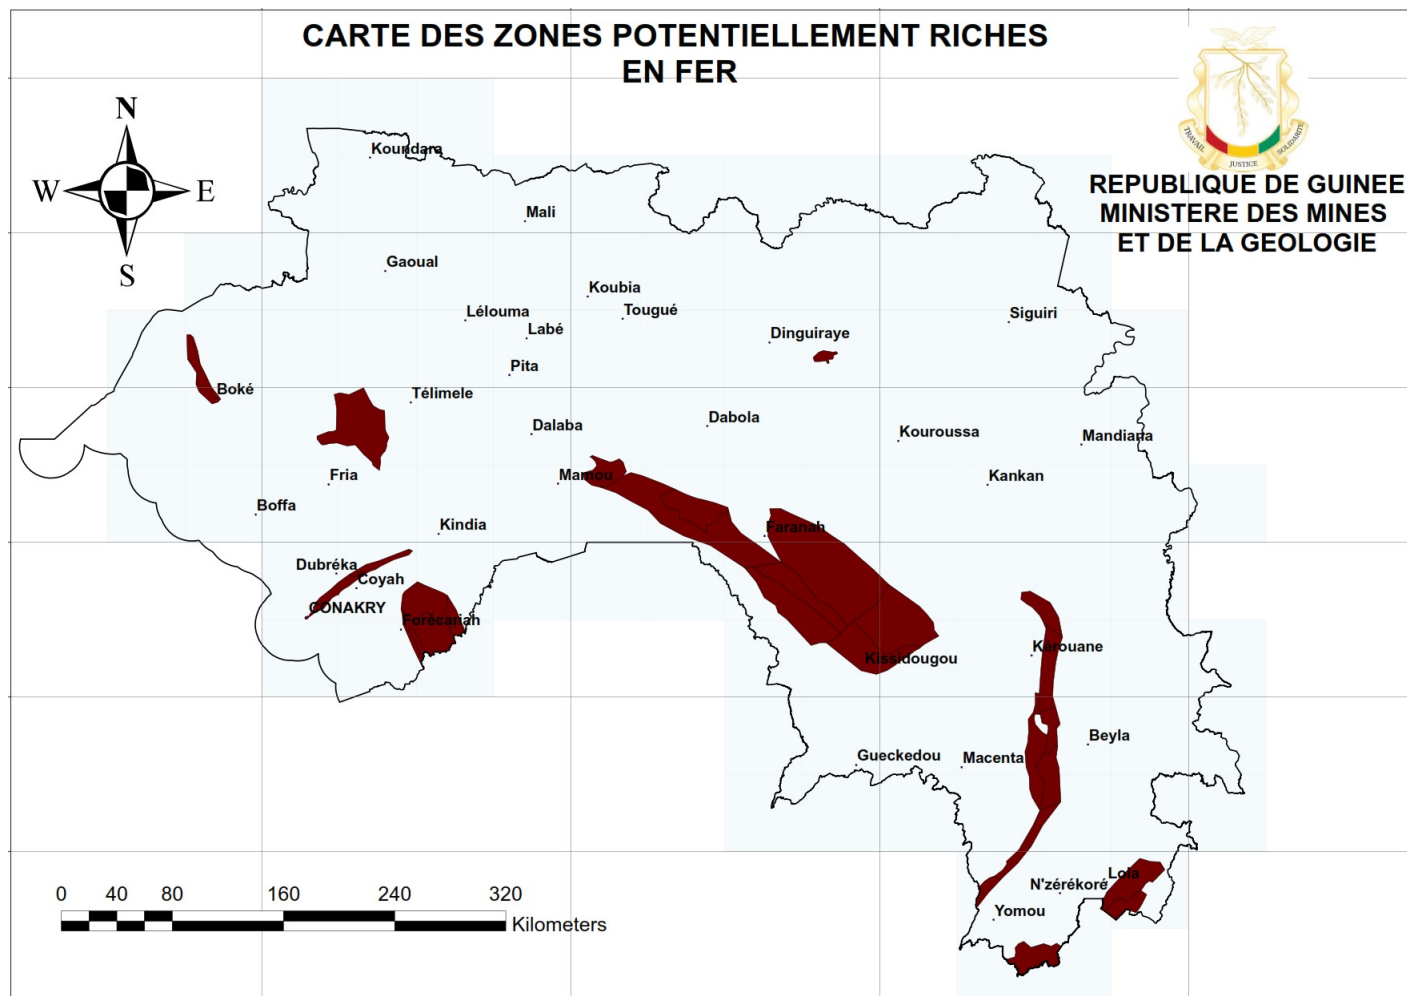 CARTE DES ZONES POTENTIELLEMENT RICHES
EN FER
TRAVAIL
JUSTICE
SOLIDARITE
REPUBLIQUE DE GUINEE
MINISTERE DES MINES
ET DE LA GEOLOGIE
N
W
E
S
Koundara
Mali
Gaoual
Koubia
Lélouma
Tougué
Siguiri
Labé
Dinguiraye
Pita
Boké
Télimele
Dalaba
Dabola
Kouroussa
Mandiana
Mamou
Fria
Kankan
Boffa
Kindia
Faranah
Dubréka
Coyah
CONAKRY
Forécariah
Kissidougou
Kérouane
Beyla
Gueckedou
Macenta
Lola
N'zérékoré
Yomou
0 40 80 160 240 320
Kilometers